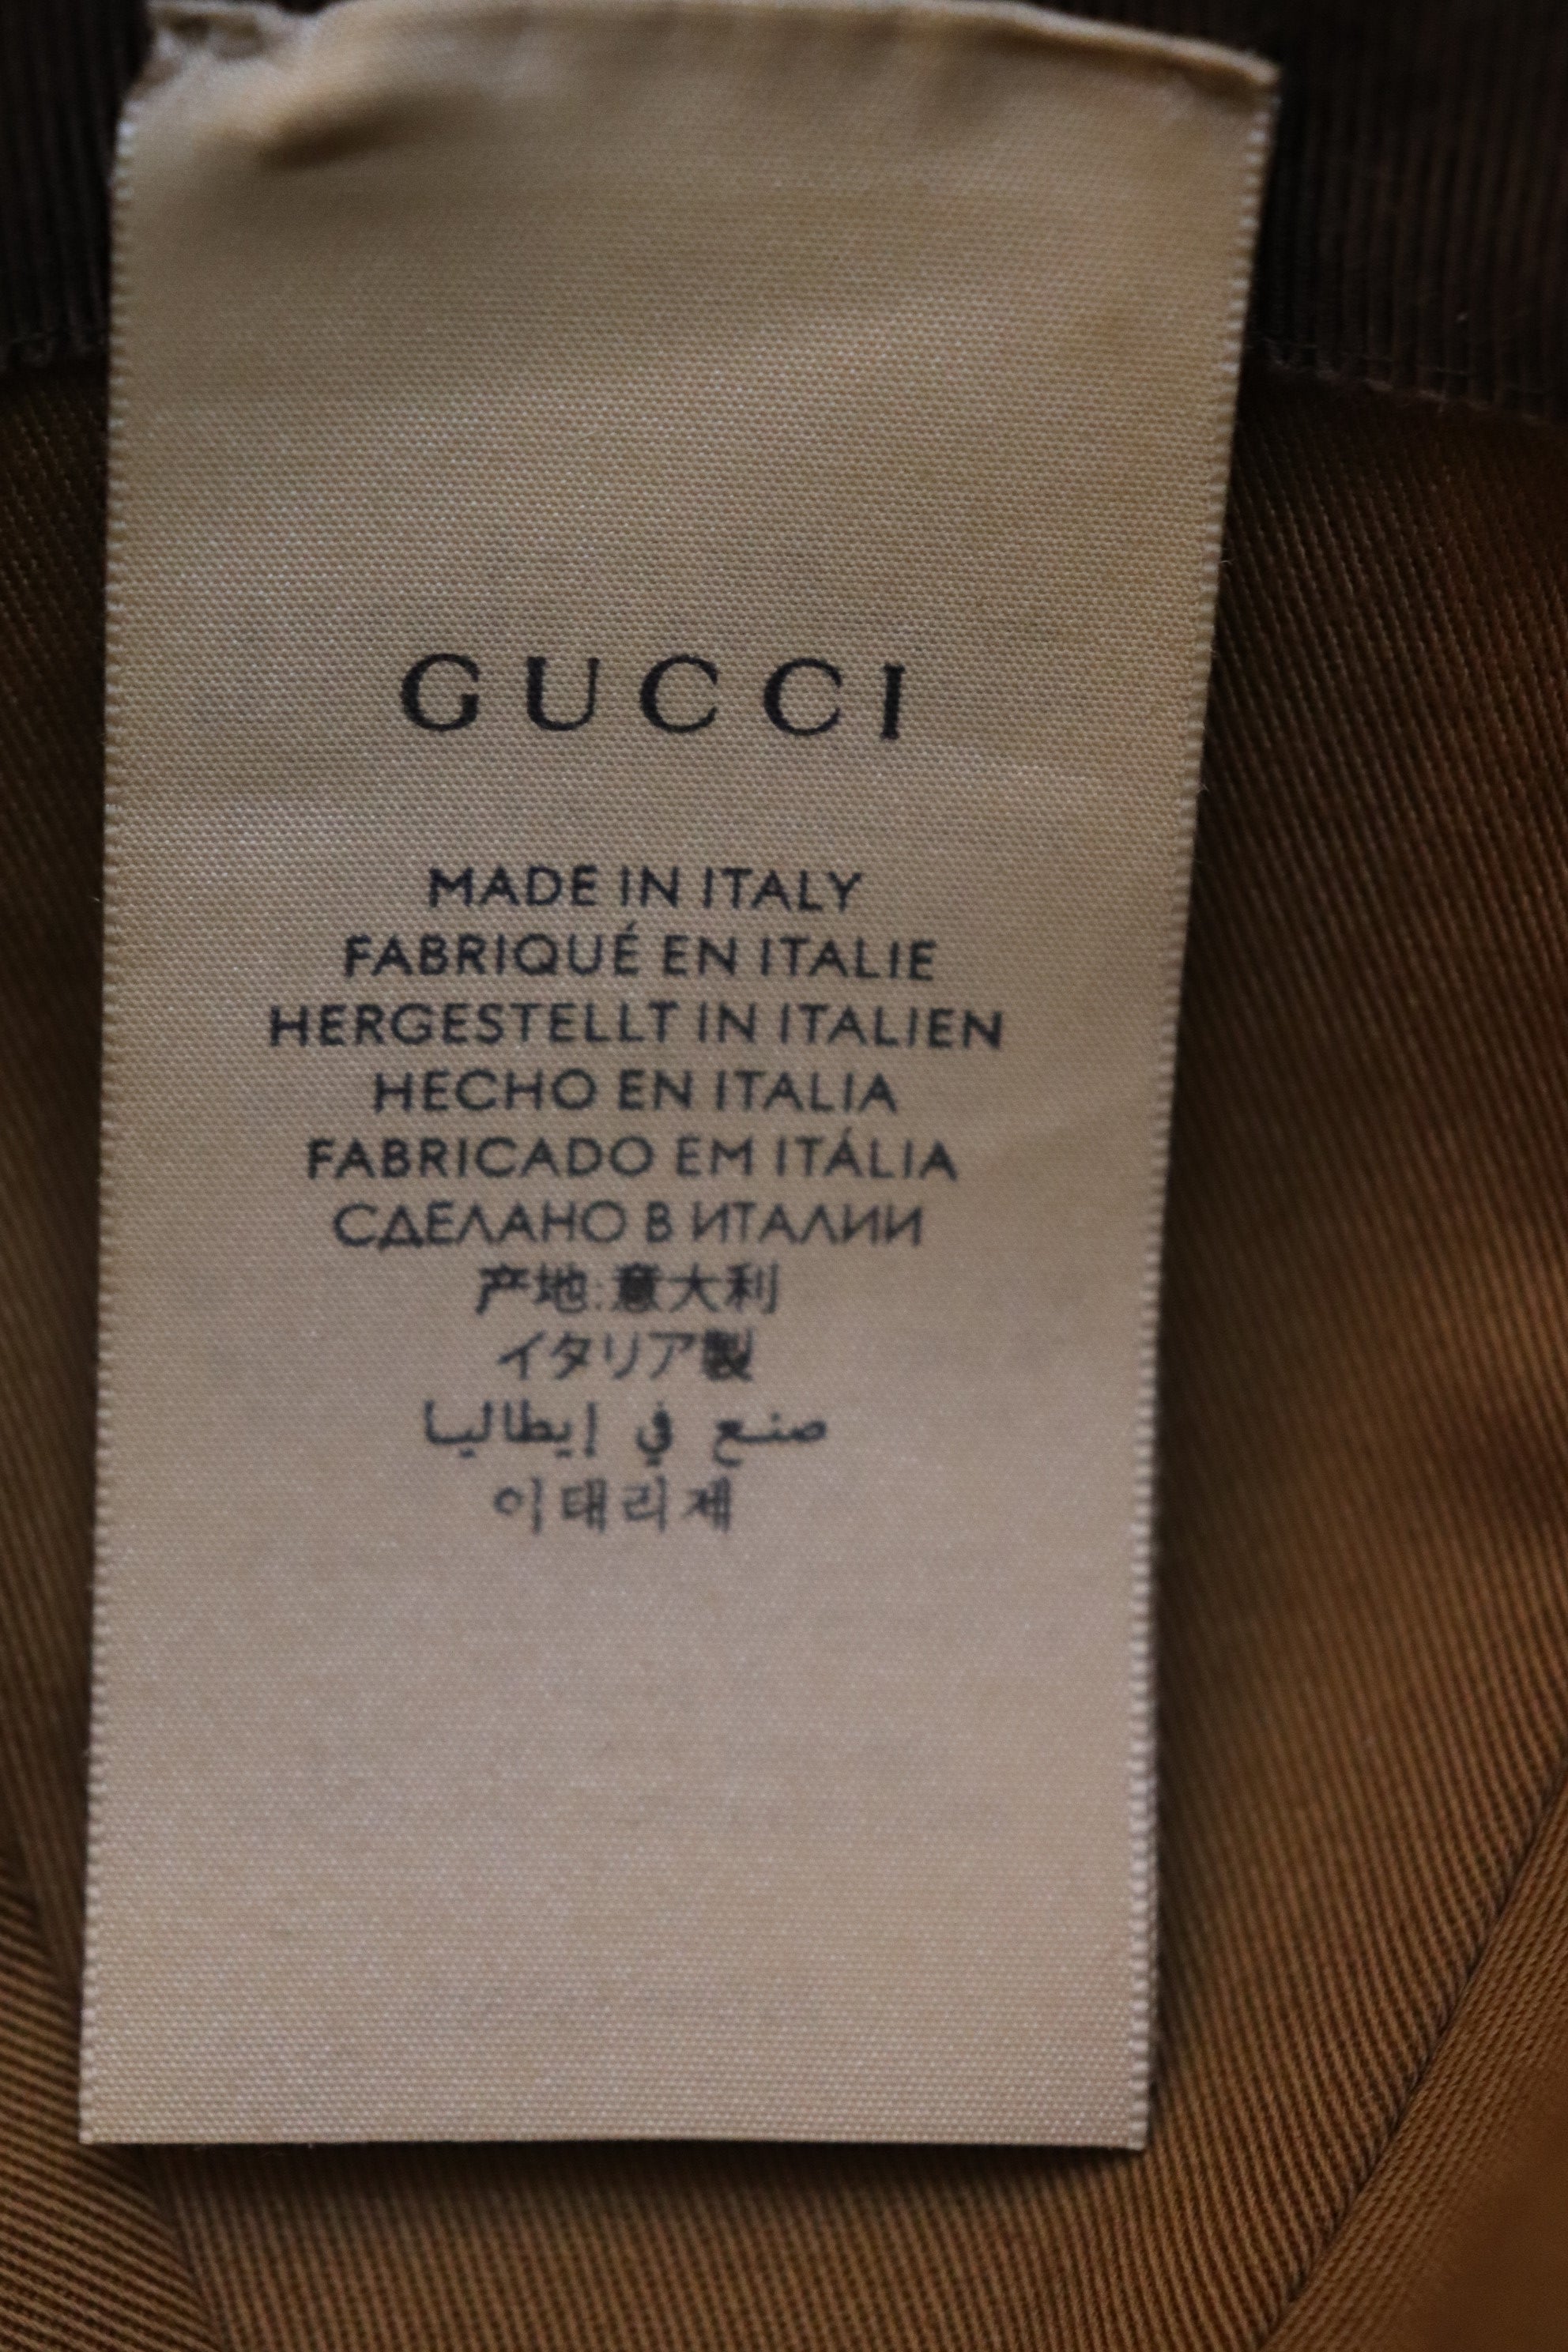 GUCCI
MADE IN ITALY
FABRIQUÉ EN ITALIE
HERGESTELLT IN ITALIEN
HECHO EN ITALIA
FABRICADO EM ITÁLIA
СДЕЛАНО В ИТАЛИИ
产地:意大利
イタリア製
صنع في إيطاليا
이태리제